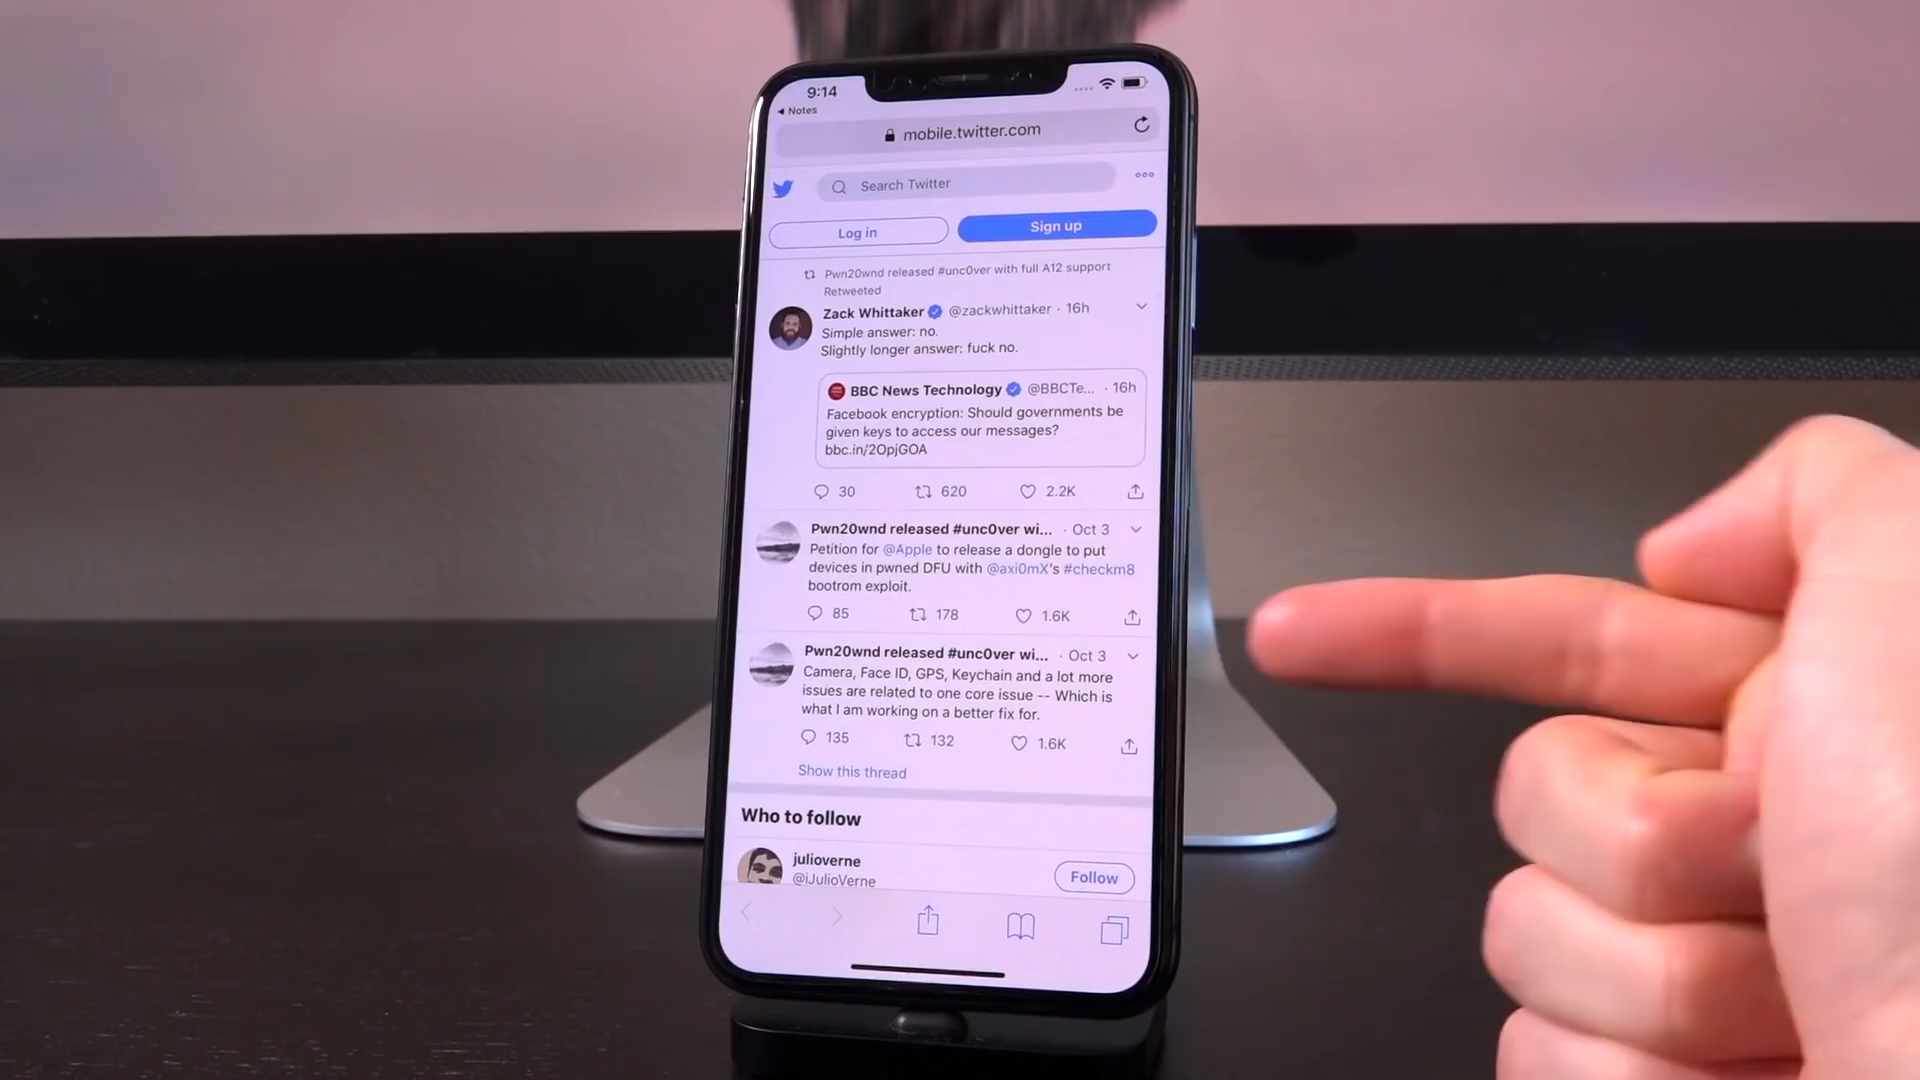 9:14
Notes
mobile.twitter.com
Search Twitter
Log in
Sign up
Pwn20wnd released #unc0ver with full A12 support
Retweeted
Zack Whittaker @zackwhittaker · 16h
Simple answer: no.
Slightly longer answer: fuck no.
BBC News Technology @BBCTe... · 16h
Facebook encryption: Should governments be
given keys to access our messages?
bbc.in/2OpjGOA
30 620 2.2K
Pwn20wnd released #unc0ver wi... · Oct 3
Petition for @Apple to release a dongle to put
devices in pwned DFU with @axi0mX's #checkm8
bootrom exploit.
85 178 1.6K
Pwn20wnd released #unc0ver wi... · Oct 3
Camera, Face ID, GPS, Keychain and a lot more
issues are related to one core issue -- Which is
what I am working on a better fix for.
135 132 1.6K
Show this thread
Who to follow
julioverne
@iJulioVerne
Follow